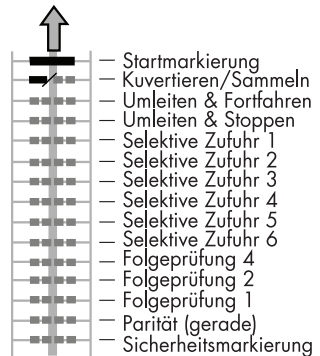 Startmarkierung
Kuvertieren/Sammeln
Umleiten & Fortfahren
Umleiten & Stoppen
Selektive Zufuhr 1
Selektive Zufuhr 2
Selektive Zufuhr 3
Selektive Zufuhr 4
Selektive Zufuhr 5
Selektive Zufuhr 6
Folgeprüfung 4
Folgeprüfung 2
Folgeprüfung 1
Parität (gerade)
Sicherheitsmarkierung